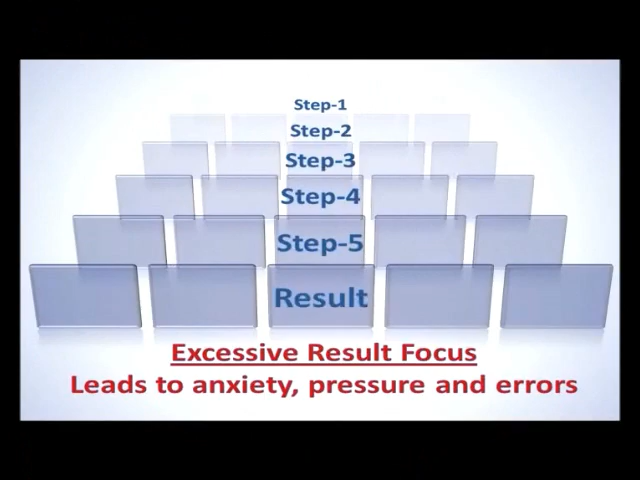 Step-1
Step-2
Step-3
Step-4
Step-5
Result
Excessive Result Focus
Leads to anxiety, pressure and errors